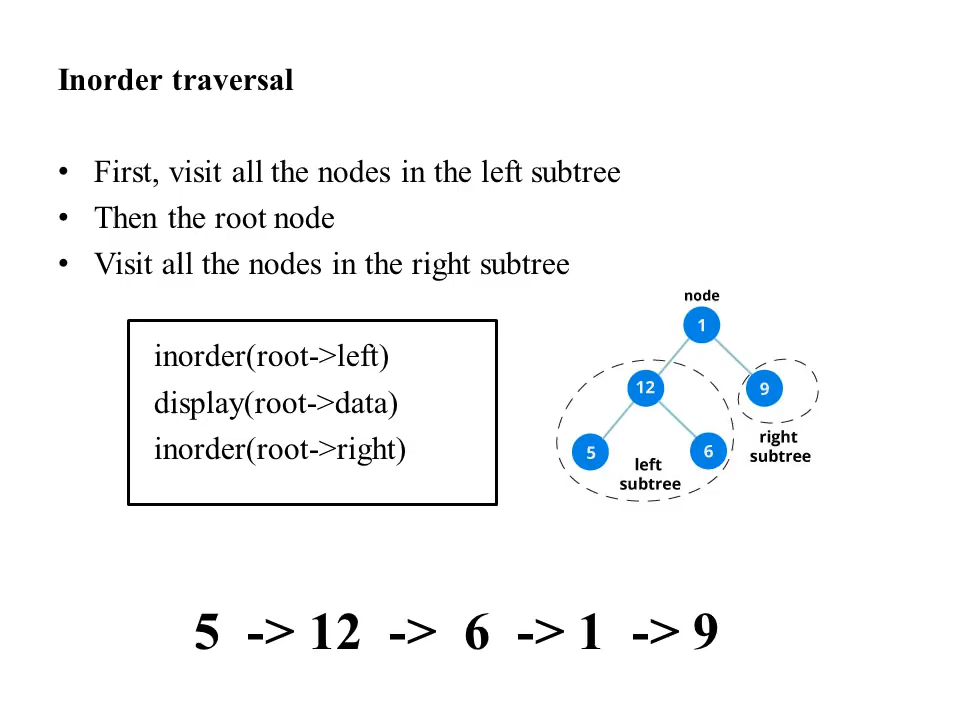 Inorder traversal
• First, visit all the nodes in the left subtree
• Then the root node
• Visit all the nodes in the right subtree
inorder(root->left)
display(root->data)
inorder(root->right)
node
1
12
9
5
6
left
subtree
right
subtree
5 -> 12 -> 6 -> 1 -> 9